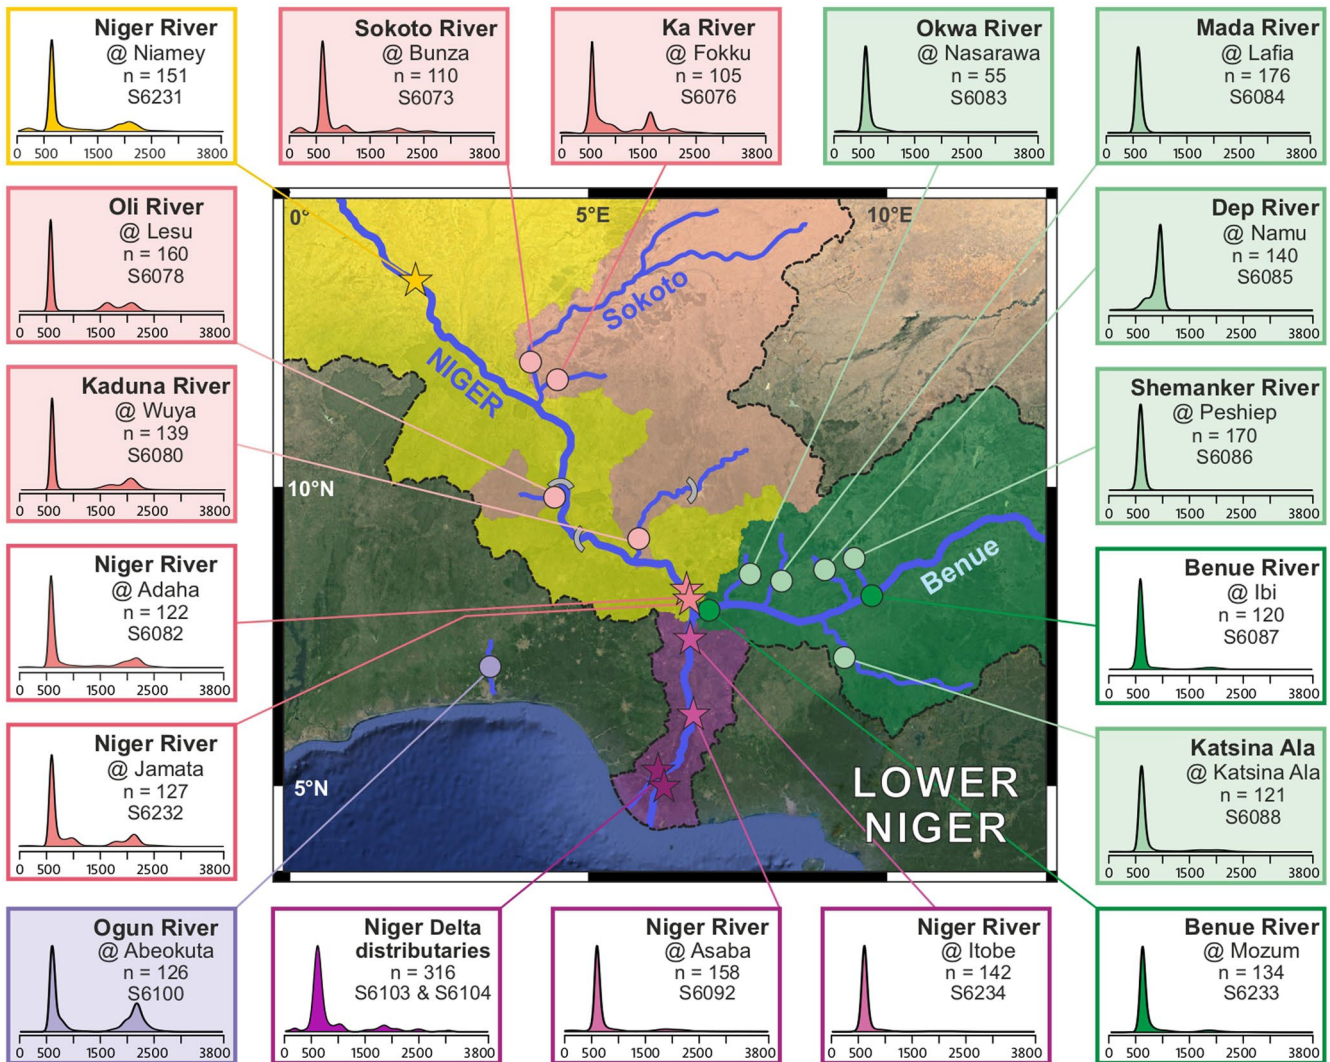 Niger River
@ Niamey
n = 151
S6231
0 500 1500 2500 3800
Sokoto River
@ Bunza
n = 110
S6073
0 500 1500 2500 3800
Ka River
@ Fokku
n = 105
S6076
0 500 1500 2500 3800
Okwa River
@ Nasarawa
n = 55
S6083
0 500 1500 2500 3800
Mada River
@ Lafia
n = 176
S6084
0 500 1500 2500 3800
Oli River
@ Lesu
n = 160
S6078
0 500 1500 2500 3800
Kaduna River
@ Wuya
n = 139
S6080
0 500 1500 2500 3800
Niger River
@ Adaha
n = 122
S6082
0 500 1500 2500 3800
Niger River
@ Jamata
n = 127
S6232
0 500 1500 2500 3800
0°
5°E
10°E
Sokoto
NIGER
10°N
Benue
5°N
LOWER
NIGER
Dep River
@ Namu
n = 140
S6085
0 500 1500 2500 3800
Shemanker River
@ Peshiep
n = 170
S6086
0 500 1500 2500 3800
Benue River
@ Ibi
n = 120
S6087
0 500 1500 2500 3800
Katsina Ala
@ Katsina Ala
n = 121
S6088
0 500 1500 2500 3800
Ogun River
@ Abeokuta
n = 126
S6100
0 500 1500 2500 3800
Niger Delta
distributaries
n = 316
S6103 & S6104
0 500 1500 2500 3800
Niger River
@ Asaba
n = 158
S6092
0 500 1500 2500 3800
Niger River
@ Itobe
n = 142
S6234
0 500 1500 2500 3800
Benue River
@ Mozum
n = 134
S6233
0 500 1500 2500 3800